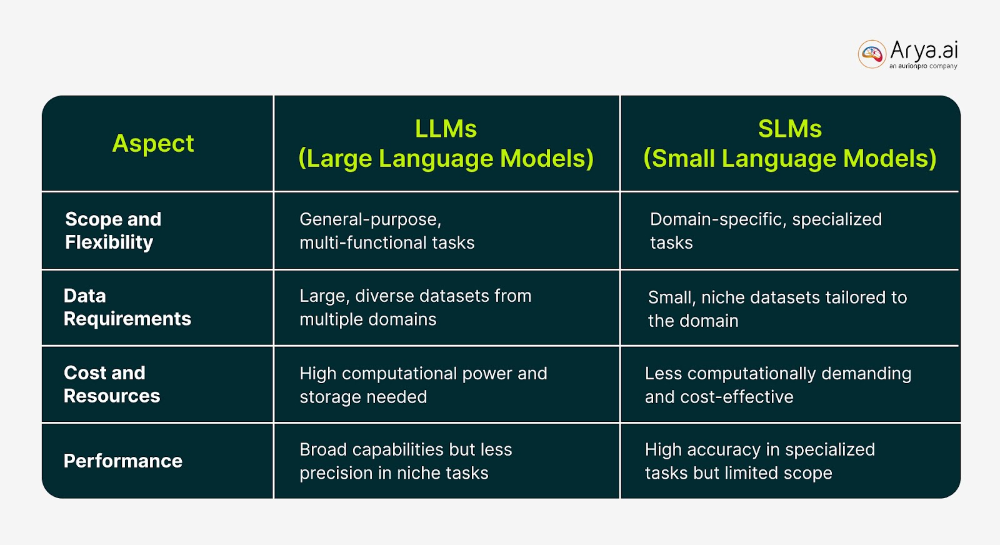 Arya.ai
an aurionpro company
Aspect
LLMs
(Large Language Models)
SLMs
(Small Language Models)
Scope and
Flexibility
General-purpose,
multi-functional tasks
Domain-specific, specialized
tasks
Data
Requirements
Large, diverse datasets from
multiple domains
Small, niche datasets tailored to
the domain
Cost and
Resources
High computational power and
storage needed
Less computationally demanding
and cost-effective
Performance
Broad capabilities but less
precision in niche tasks
High accuracy in specialized
tasks but limited scope